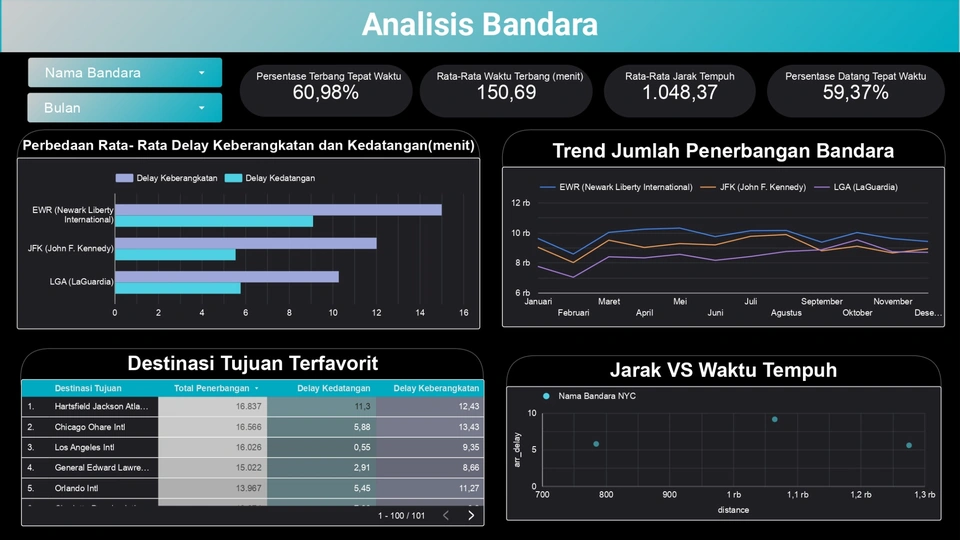 Analisis Bandara
Nama Bandara
Bulan
Persentase Terbang Tepat Waktu
60,98%
Rata-Rata Waktu Terbang (menit)
150,69
Rata-Rata Jarak Tempuh
1.048,37
Persentase Datang Tepat Waktu
59,37%
Perbedaan Rata- Rata Delay Keberangkatan dan Kedatangan(menit)
Delay Keberangkatan Delay Kedatangan
EWR (Newark Liberty
International)
JFK (John F. Kennedy)
LGA (LaGuardia)
0 2 4 6 8 10 12 14 16
Trend Jumlah Penerbangan Bandara
EWR (Newark Liberty International) JFK (John F. Kennedy) LGA (LaGuardia)
12 rb
10 rb
8 rb
6 rb
Januari Maret Mei Juli September November
Februari April Juni Agustus Oktober Dese...
Destinasi Tujuan Terfavorit
Destinasi Tujuan Total Penerbangan Delay Kedatangan Delay Keberangkatan
1. Hartsfield Jackson Atla... 16.837 11,3 12,43
2. Chicago Ohare Intl 16.566 5,88 13,43
3. Los Angeles Intl 16.026 0,55 9,35
4. General Edward Lawre... 15.022 2,91 8,66
5. Orlando Intl 13.967 5,45 11,27
1 - 100 / 101
Jarak VS Waktu Tempuh
Nama Bandara NYC
arr_delay
10
5
0
700 800 900 1 rb 1,1 rb 1,2 rb 1,3 rb
distance